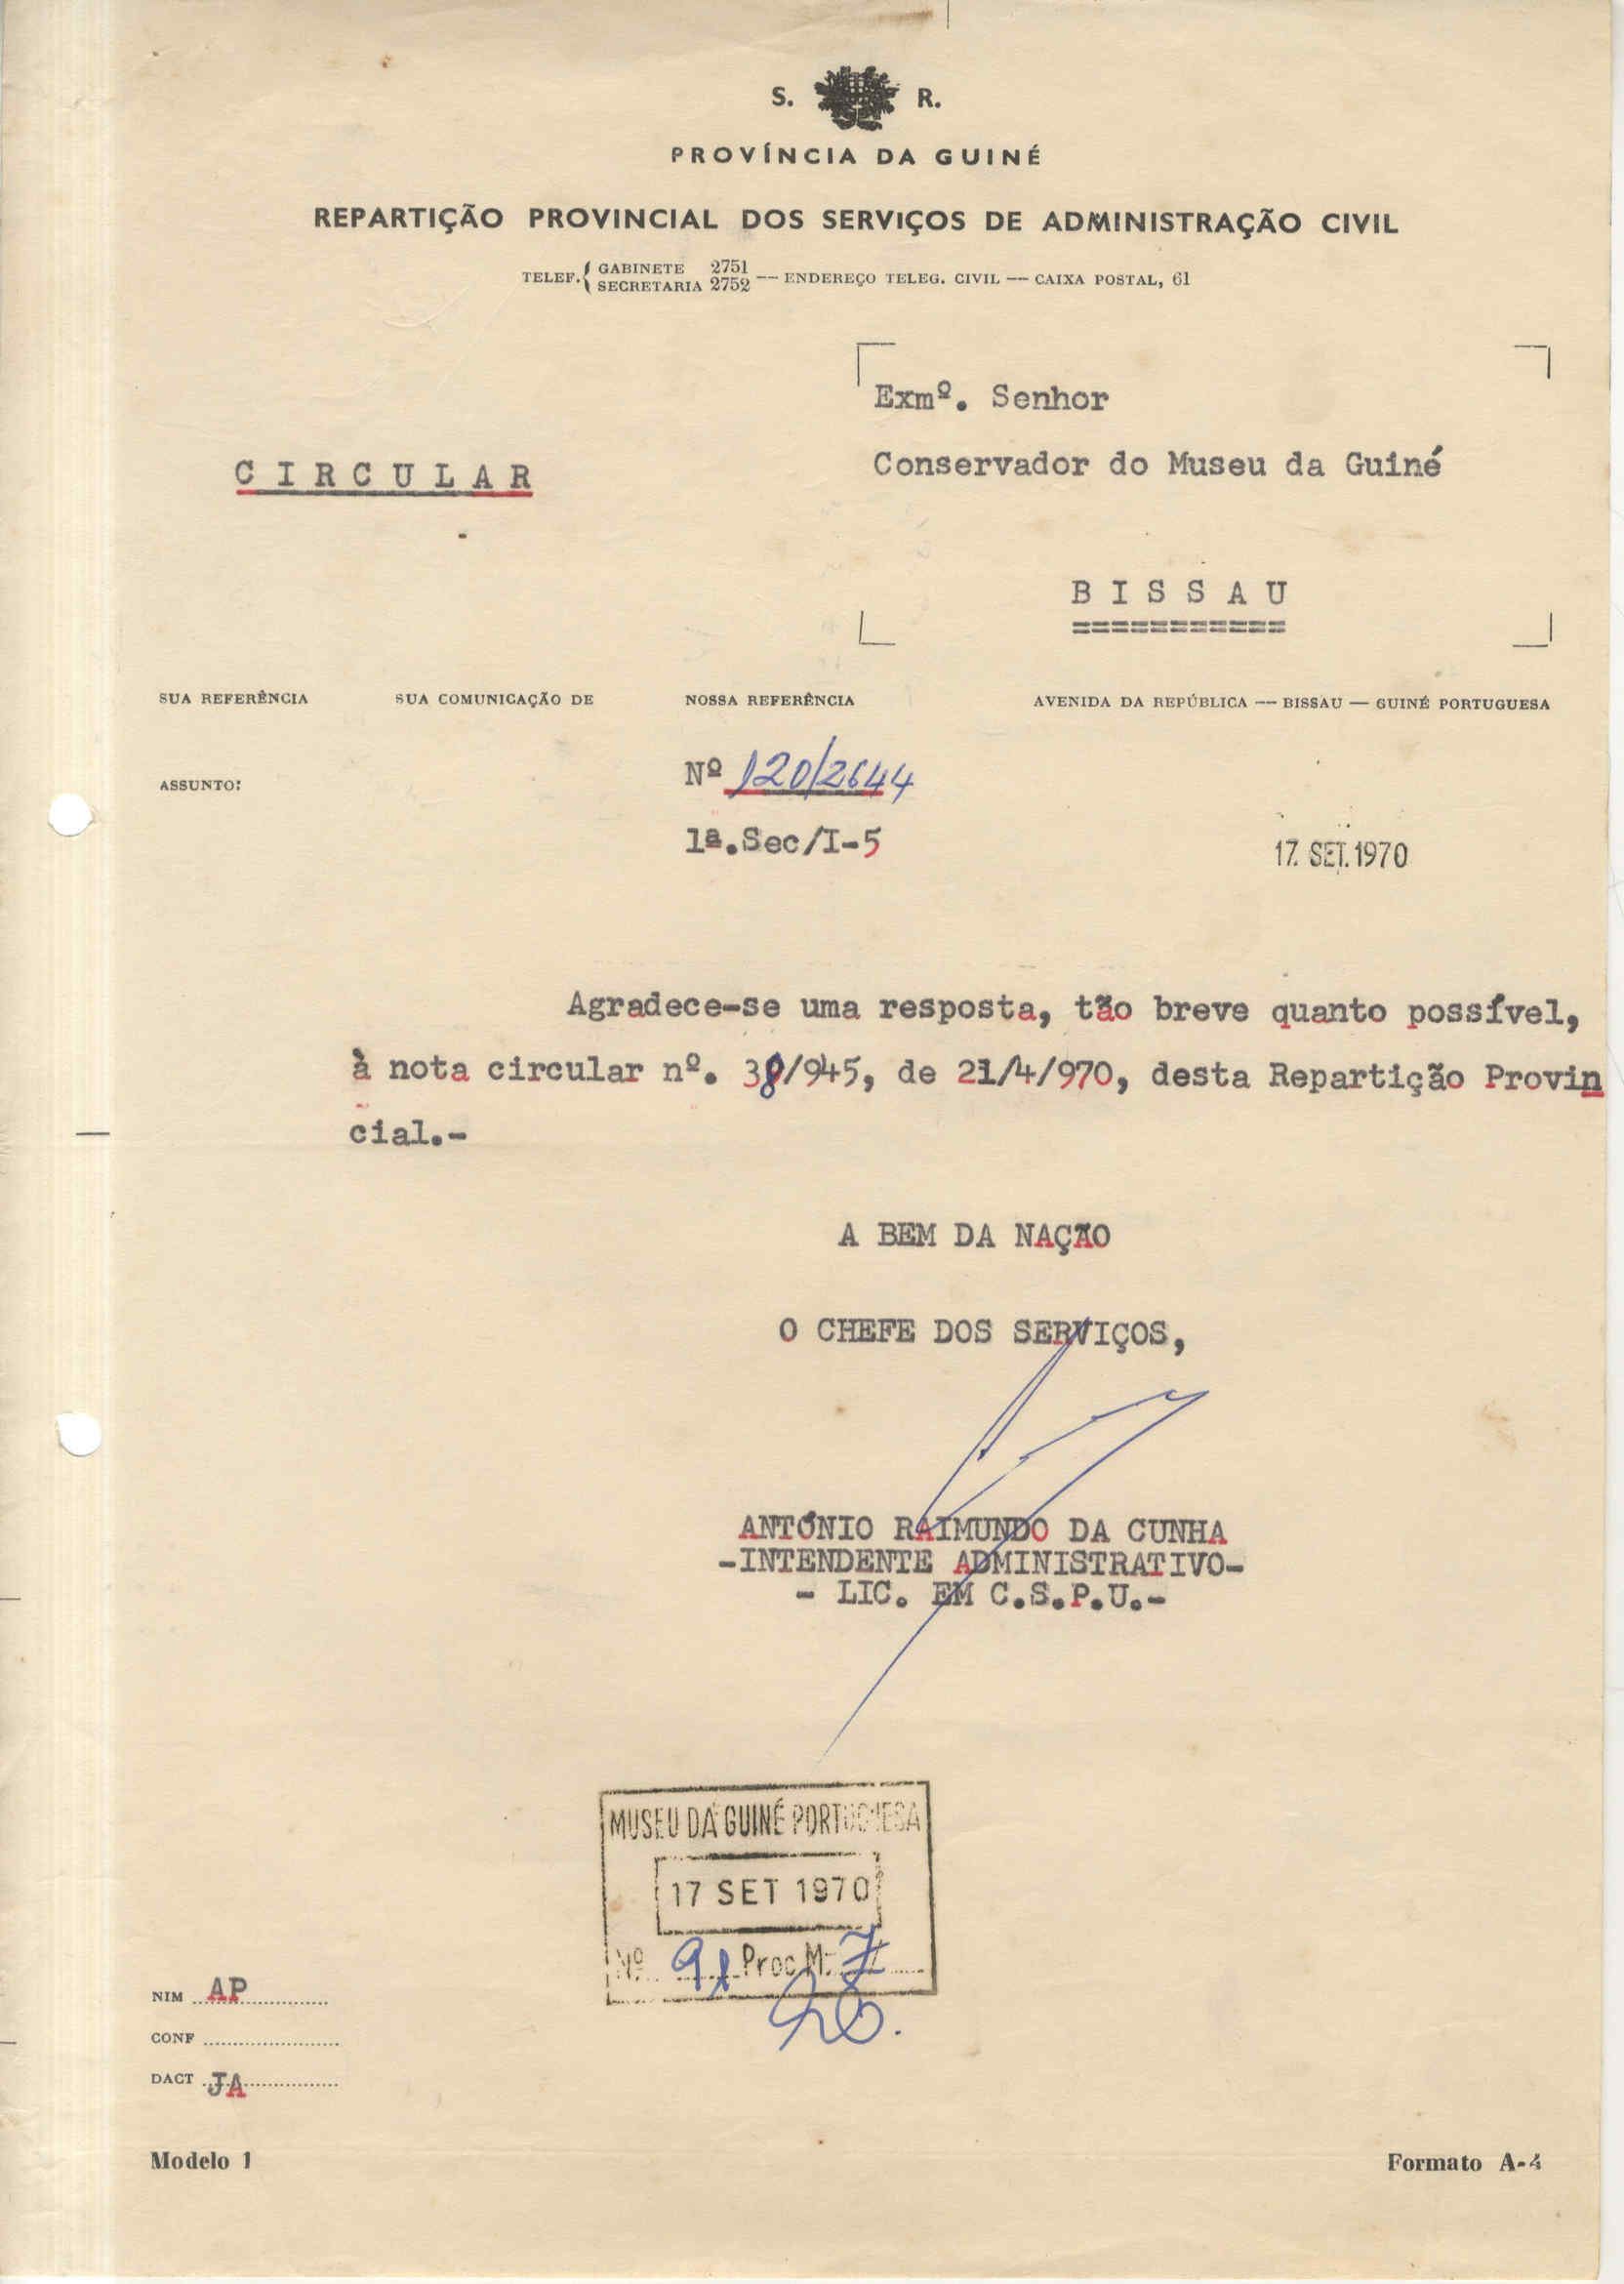 S. R.
PROVÍNCIA DA GUINÉ
REPARTIÇÃO PROVINCIAL DOS SERVIÇOS DE ADMINISTRAÇÃO CIVIL
TELEF. { GABINETE 2751
SECRETARIA 2752 — ENDEREÇO TELEG. CIVIL — CAIXA POSTAL, 61
Exmº. Senhor
Conservador do Museu da Guiné
C I R C U L A R
B I S S A U
===========
SUA REFERÊNCIA SUA COMUNICAÇÃO DE NOSSA REFERÊNCIA AVENIDA DA REPÚBLICA — BISSAU — GUINÉ PORTUGUESA
ASSUNTO:
Nº 120/2644
1ª.Sec/I-5
17. SET. 1970
Agradece-se uma resposta, tão breve quanto possível,
à nota circular nº. 38/945, de 21/4/970, desta Repartição Provin
cial.-
A BEM DA NAÇÃO
O CHEFE DOS SERVIÇOS,
ANTÓNIO RAIMUNDO DA CUNHA
-INTENDENTE ADMINISTRATIVO-
- LIC. EM C.S.P.U.-
MUSEU DA GUINÉ PORTUGUESA
17 SET 1970
Nº 91 Proc M: 7
NIM AP
CONF
DACT JA
Modelo 1
Formato A-4